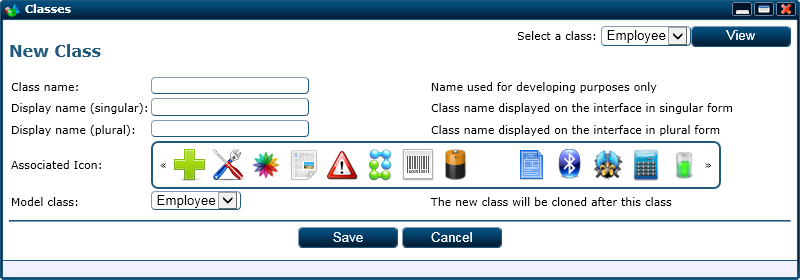 Classes
Select a class: Employee View
New Class
Class name: Name used for developing purposes only
Display name (singular): Class name displayed on the interface in singular form
Display name (plural): Class name displayed on the interface in plural form
Associated Icon: « »
Model class: Employee The new class will be cloned after this class
Save Cancel